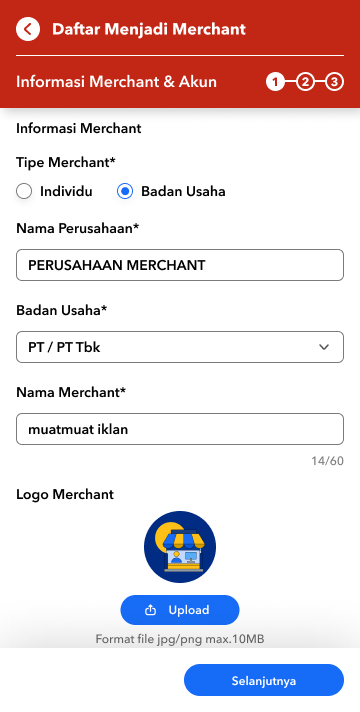 Daftar Menjadi Merchant
Informasi Merchant & Akun 1 2 3
Informasi Merchant
Tipe Merchant*
Individu Badan Usaha
Nama Perusahaan*
PERUSAHAAN MERCHANT
Badan Usaha*
PT / PT Tbk
Nama Merchant*
muatmuat iklan
14/60
Logo Merchant
Upload
Format file jpg/png max.10MB
Selanjutnya